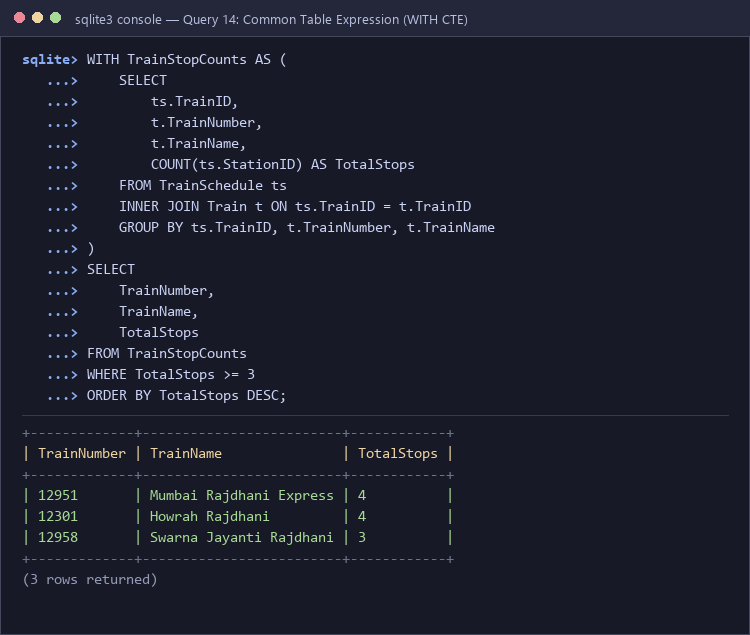 sqlite3 console — Query 14: Common Table Expression (WITH CTE)
sqlite> WITH TrainStopCounts AS (
   ...>     SELECT
   ...>         ts.TrainID,
   ...>         t.TrainNumber,
   ...>         t.TrainName,
   ...>         COUNT(ts.StationID) AS TotalStops
   ...>     FROM TrainSchedule ts
   ...>     INNER JOIN Train t ON ts.TrainID = t.TrainID
   ...>     GROUP BY ts.TrainID, t.TrainNumber, t.TrainName
   ...> )
   ...> SELECT
   ...>     TrainNumber,
   ...>     TrainName,
   ...>     TotalStops
   ...> FROM TrainStopCounts
   ...> WHERE TotalStops >= 3
   ...> ORDER BY TotalStops DESC;
+-------------+-------------------------+------------+
| TrainNumber | TrainName               | TotalStops |
+-------------+-------------------------+------------+
| 12951       | Mumbai Rajdhani Express | 4          |
| 12301       | Howrah Rajdhani         | 4          |
| 12958       | Swarna Jayanti Rajdhani | 3          |
+-------------+-------------------------+------------+
(3 rows returned)